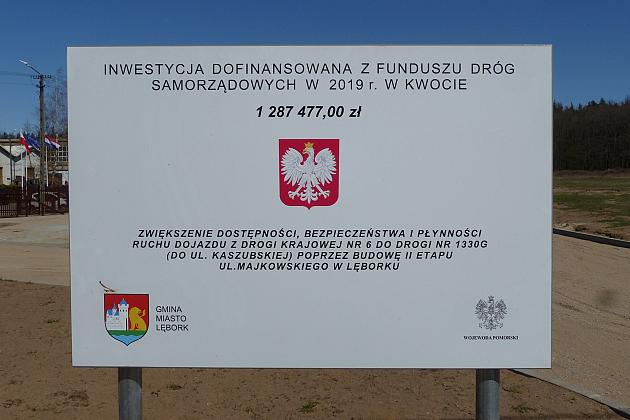 INWESTYCJA DOFINANSOWANA Z FUNDUSZU DRÓG
SAMORZĄDOWYCH W 2019 r. W KWOCIE
1 287 477,00 zł
ZWIĘKSZENIE DOSTĘPNOŚCI, BEZPIECZEŃSTWA I PŁYNNOŚCI
RUCHU DOJAZDU Z DROGI KRAJOWEJ NR 6 DO DROGI NR 1330G
(DO UL. KASZUBSKIEJ) POPRZEZ BUDOWĘ II ETAPU
UL.MAJKOWSKIEGO W LĘBORKU
GMINA
MIASTO
LĘBORK
WOJEWODA POMORSKI